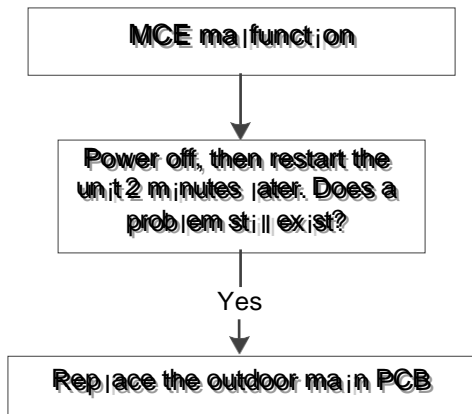 MCE malfunction
Power off, then restart the
unit 2 minutes later. Does a
problem still exist?
Yes
Replace the outdoor main PCB